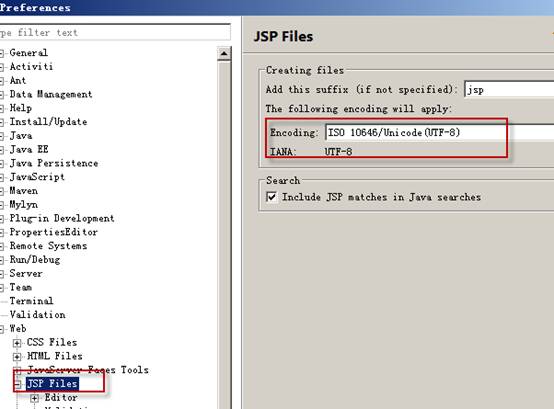 Preferences
type filter text
General
Activiti
Ant
Data Management
Help
Install/Update
Java
Java EE
Java Persistence
JavaScript
Maven
Mylyn
Plug-in Development
PropertiesEditor
Remote Systems
Run/Debug
Server
Team
Terminal
Validation
Web
CSS Files
HTML Files
JavaServer Faces Tools
JSP Files
Editor
Validation
JSP Files
Creating files
Add this suffix (if not specified): jsp
The following encoding will apply:
Encoding: ISO 10646/Unicode(UTF-8)
IANA: UTF-8
Search
Include JSP matches in Java searches